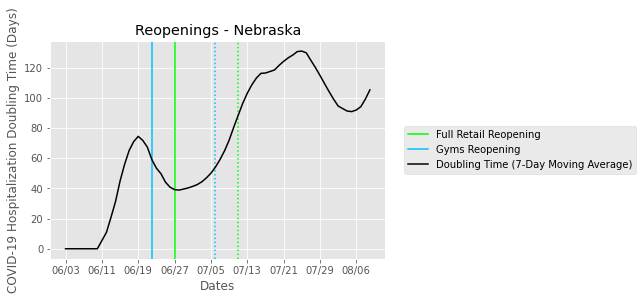 Reopenings - Nebraska
COVID-19 Hospitalization Doubling Time (Days)
120
100
80
60
40
20
0
06/03 06/11 06/19 06/27 07/05 07/13 07/21 07/29 08/06
Dates
Full Retail Reopening
Gyms Reopening
Doubling Time (7-Day Moving Average)